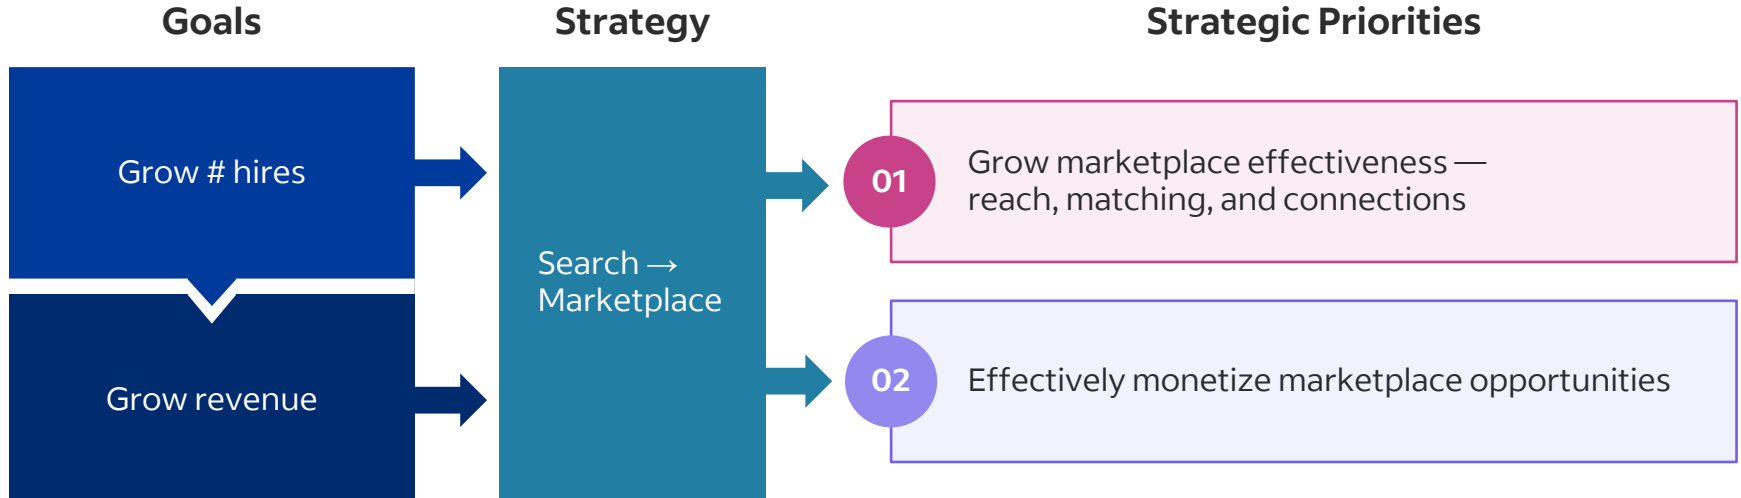 Goals
Strategy
Strategic Priorities
Grow # hires
Grow revenue
Search →
Marketplace
01
Grow marketplace effectiveness —
reach, matching, and connections
02
Effectively monetize marketplace opportunities